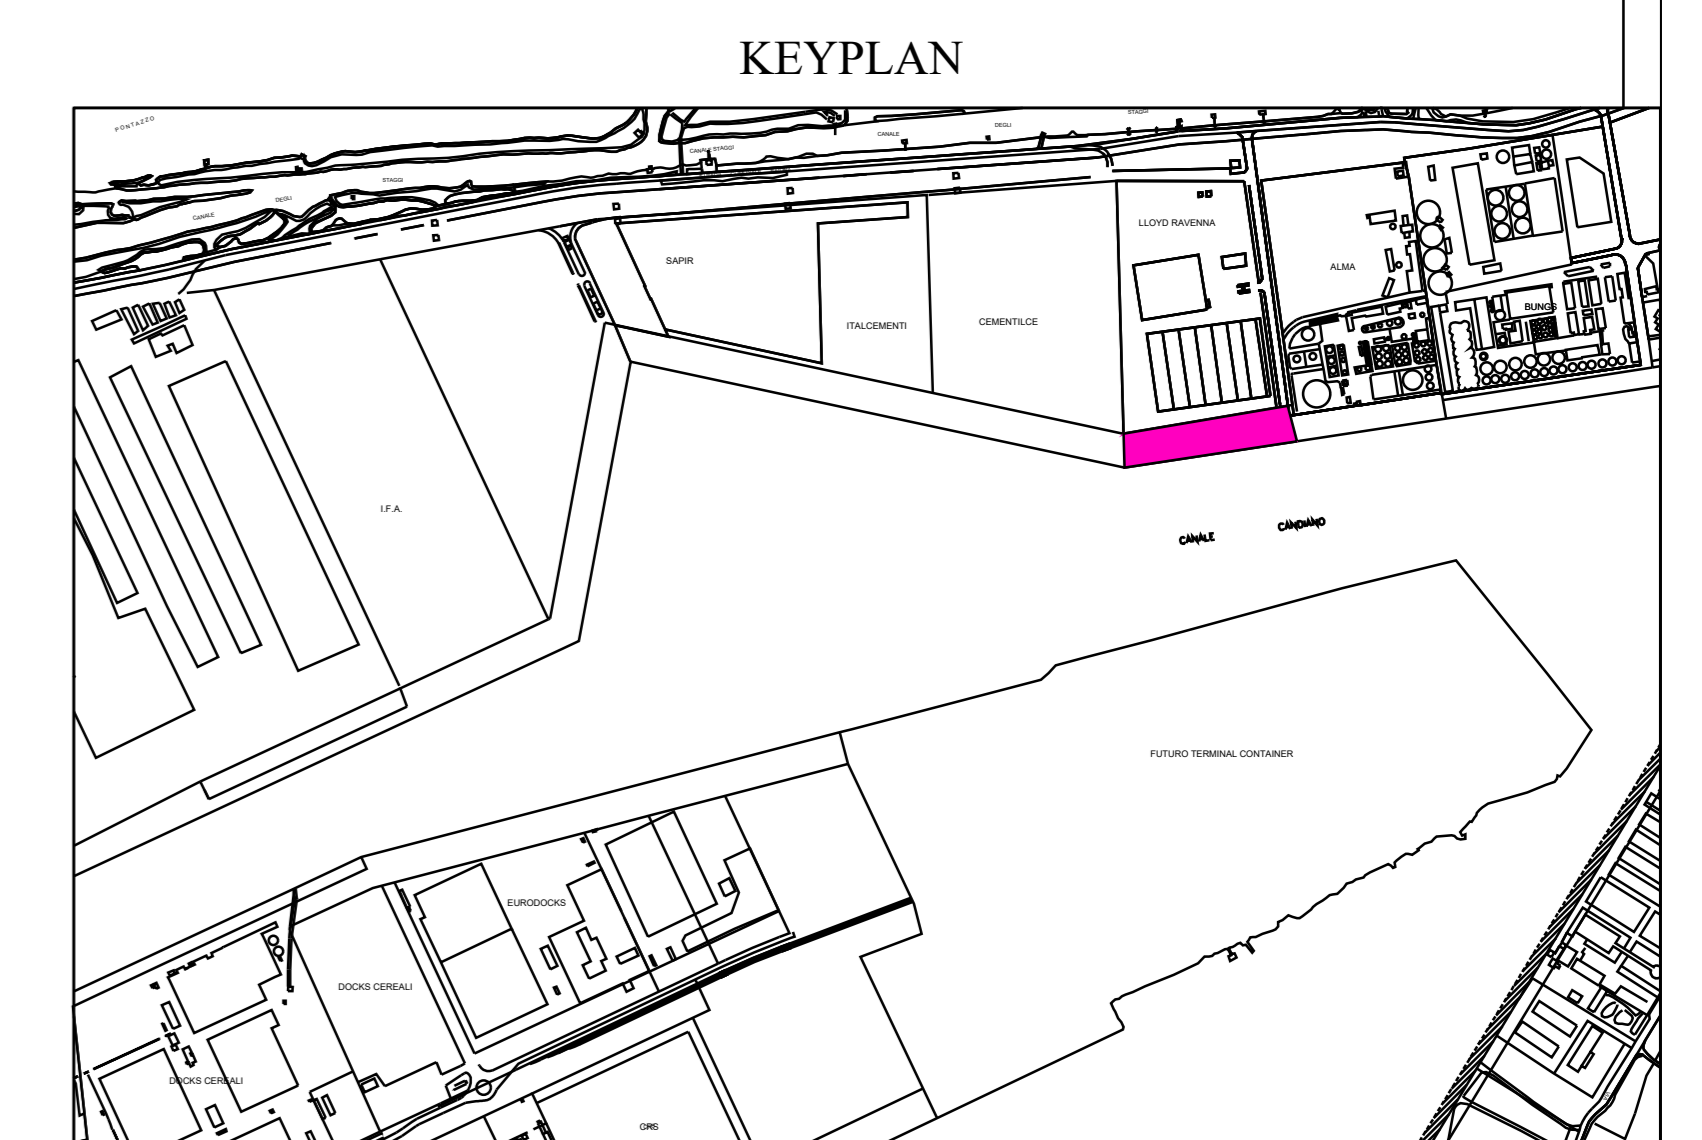 KEYPLAN
PONTAZZO
STAGGI
DEGLI
CANALE
CANALE STAGGI
STAGGI
DEGLI
CANALE
LLOYD RAVENNA
SAPIR
ALMA
BUNGE
ITALCEMENTI
CEMENTILCE
I.F.A.
CANALE CANDIANO
FUTURO TERMINAL CONTAINER
EURODOCKS
DOCKS CEREALI
DOCKS CEREALI